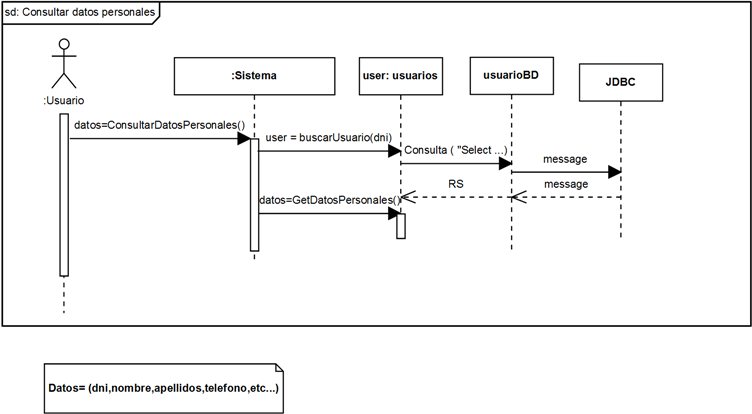 sd: Consultar datos personales
:Usuario
:Sistema
user: usuarios
usuarioBD
JDBC
datos=ConsultarDatosPersonales()
user = buscarUsuario(dni)
Consulta ( "Select ...)
message
RS
message
datos=GetDatosPersonales()
Datos= (dni,nombre,apellidos,telefono,etc...)